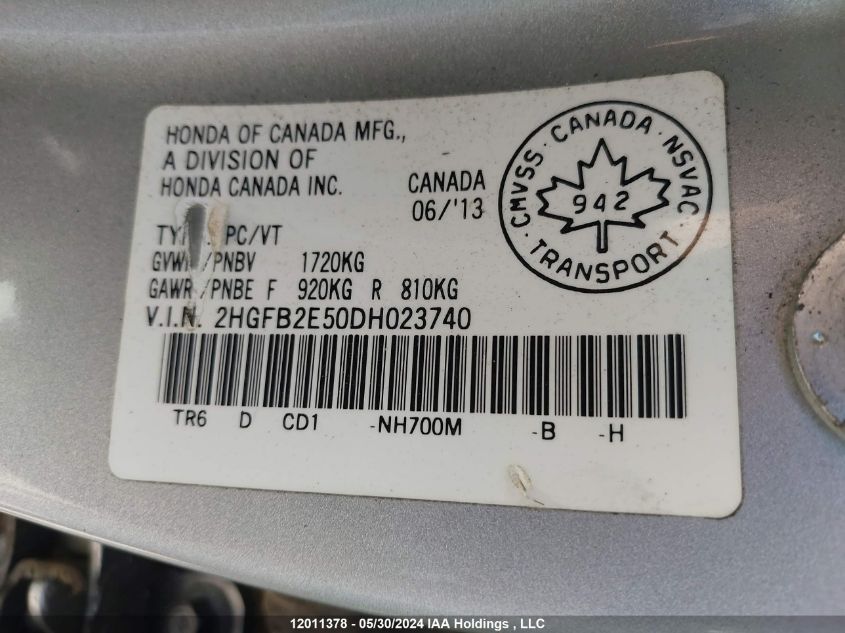 HONDA OF CANADA MFG.,
A DIVISION OF
HONDA CANADA INC.
CANADA
06/'13
PC/VT
/PNBV 1720KG
GAWR/PNBE F 920KG R 810KG
V.I.N. 2HGFB2E50DH023740
TR6 D CD1 -NH700M -B -H
CMVSS · CANADA · NSVAC · TRANSPORT ·
942
12011378 - 05/30/2024 IAA Holdings , LLC